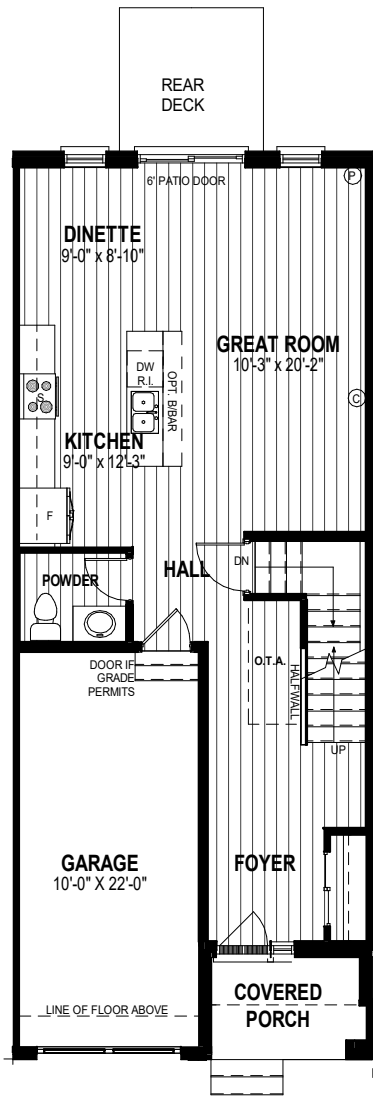 REAR
DECK
6' PATIO DOOR
P
DINETTE
9'-0" x 8'-10"
GREAT ROOM
10'-3" x 20'-2"
DW
R.I.
OPT. B/BAR
S
C
KITCHEN
9'-0" x 12'-3"
F
POWDER
HALL
DN
DOOR IF
GRADE
PERMITS
O.T.A.
HALFWALL
UP
GARAGE
10'-0" X 22'-0"
FOYER
COVERED
PORCH
LINE OF FLOOR ABOVE